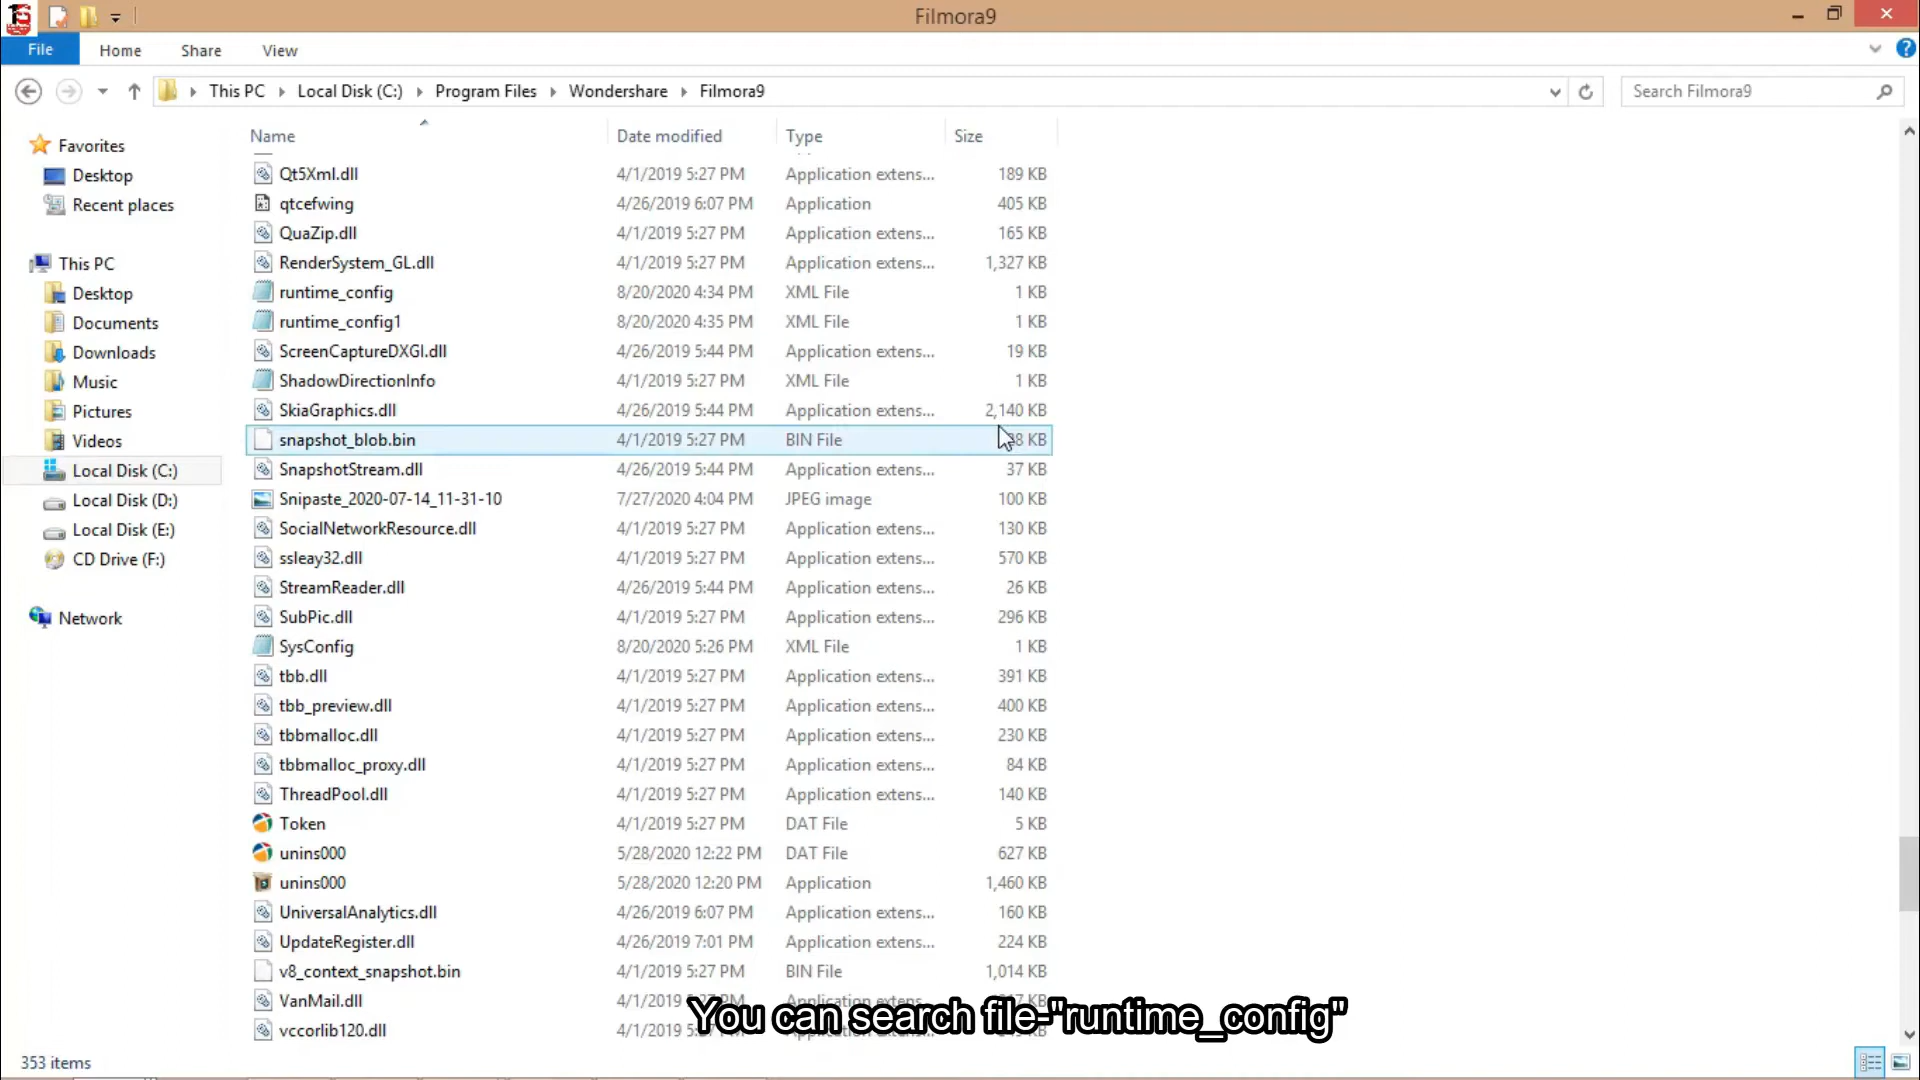 Filmora9
File Home Share View
This PC Local Disk (C:) Program Files Wondershare Filmora9 Search Filmora9
Name Date modified Type Size
Favorites
Desktop
Recent places
This PC
Desktop
Documents
Downloads
Music
Pictures
Videos
Local Disk (C:)
Local Disk (D:)
Local Disk (E:)
CD Drive (F:)
Network
Qt5Xml.dll 4/1/2019 5:27 PM Application extens... 189 KB
qtcefwing 4/26/2019 6:07 PM Application 405 KB
QuaZip.dll 4/1/2019 5:27 PM Application extens... 165 KB
RenderSystem_GL.dll 4/1/2019 5:27 PM Application extens... 1,327 KB
runtime_config 8/20/2020 4:34 PM XML File 1 KB
runtime_config1 8/20/2020 4:35 PM XML File 1 KB
ScreenCaptureDXGI.dll 4/26/2019 5:44 PM Application extens... 19 KB
ShadowDirectionInfo 4/1/2019 5:27 PM XML File 1 KB
SkiaGraphics.dll 4/26/2019 5:44 PM Application extens... 2,140 KB
snapshot_blob.bin 4/1/2019 5:27 PM BIN File KB
SnapshotStream.dll 4/26/2019 5:44 PM Application extens... 37 KB
Snipaste_2020-07-14_11-31-10 7/27/2020 4:04 PM JPEG image 100 KB
SocialNetworkResource.dll 4/1/2019 5:27 PM Application extens... 130 KB
ssleay32.dll 4/1/2019 5:27 PM Application extens... 570 KB
StreamReader.dll 4/26/2019 5:44 PM Application extens... 26 KB
SubPic.dll 4/1/2019 5:27 PM Application extens... 296 KB
SysConfig 8/20/2020 5:26 PM XML File 1 KB
tbb.dll 4/1/2019 5:27 PM Application extens... 391 KB
tbb_preview.dll 4/1/2019 5:27 PM Application extens... 400 KB
tbbmalloc.dll 4/1/2019 5:27 PM Application extens... 230 KB
tbbmalloc_proxy.dll 4/1/2019 5:27 PM Application extens... 84 KB
ThreadPool.dll 4/1/2019 5:27 PM Application extens... 140 KB
Token 4/1/2019 5:27 PM DAT File 5 KB
unins000 5/28/2020 12:22 PM DAT File 627 KB
unins000 5/28/2020 12:20 PM Application 1,460 KB
UniversalAnalytics.dll 4/26/2019 6:07 PM Application extens... 160 KB
UpdateRegister.dll 4/26/2019 7:01 PM Application extens... 224 KB
v8_context_snapshot.bin 4/1/2019 5:27 PM BIN File 1,014 KB
VanMail.dll 4/1/2019 5:27 PM Application extens... KB
You can search file-"runtime_config"
vccorlib120.dll 4/1/2019 5:27 PM Application extens... KB
353 items